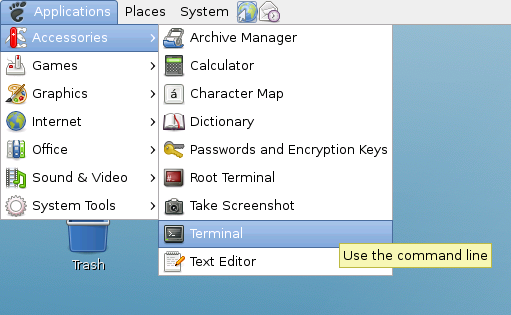 Applications Places System
Accessories
Games
Graphics
Internet
Office
Sound & Video
System Tools
Archive Manager
Calculator
á Character Map
Dictionary
Passwords and Encryption Keys
Root Terminal
Take Screenshot
Terminal
Text Editor
Use the command line
Trash